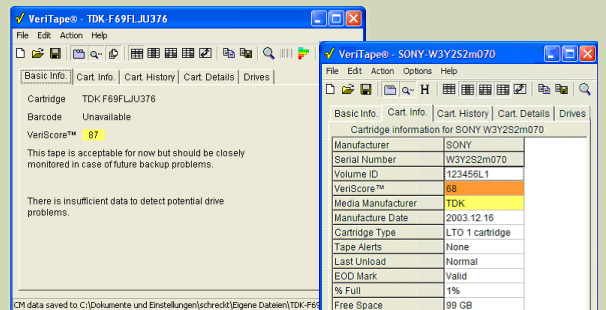 VeriTape® - TDK-F69FLJU376
File Edit Action Help
Basic Info. Cart. Info. Cart. History Cart. Details Drives
Cartridge TDK F69FLJU376
Barcode Unavailable
VeriScore™ 87
This tape is acceptable for now but should be closely
monitored in case of future backup problems.
There is insufficient data to detect potential drive
problems.
CM data saved to C:\Dokumente und Einstellungen\schreckt\Eigene Dateien\TDK-F69
VeriTape® - SONY-W3Y2S2m070
File Edit Action Options Help
H
Basic Info. Cart. Info. Cart. History Cart. Details Drives
Cartridge information for SONY W3Y2S2m070
Manufacturer SONY
Serial Number W3Y2S2m070
Volume ID 123456L1
VeriScore™ 68
Media Manufacturer TDK
Manufacture Date 2003.12.16
Cartridge Type LTO 1 cartridge
Tape Alerts None
Last Unload Normal
EOD Mark Valid
% Full 1%
Free Space 99 GB